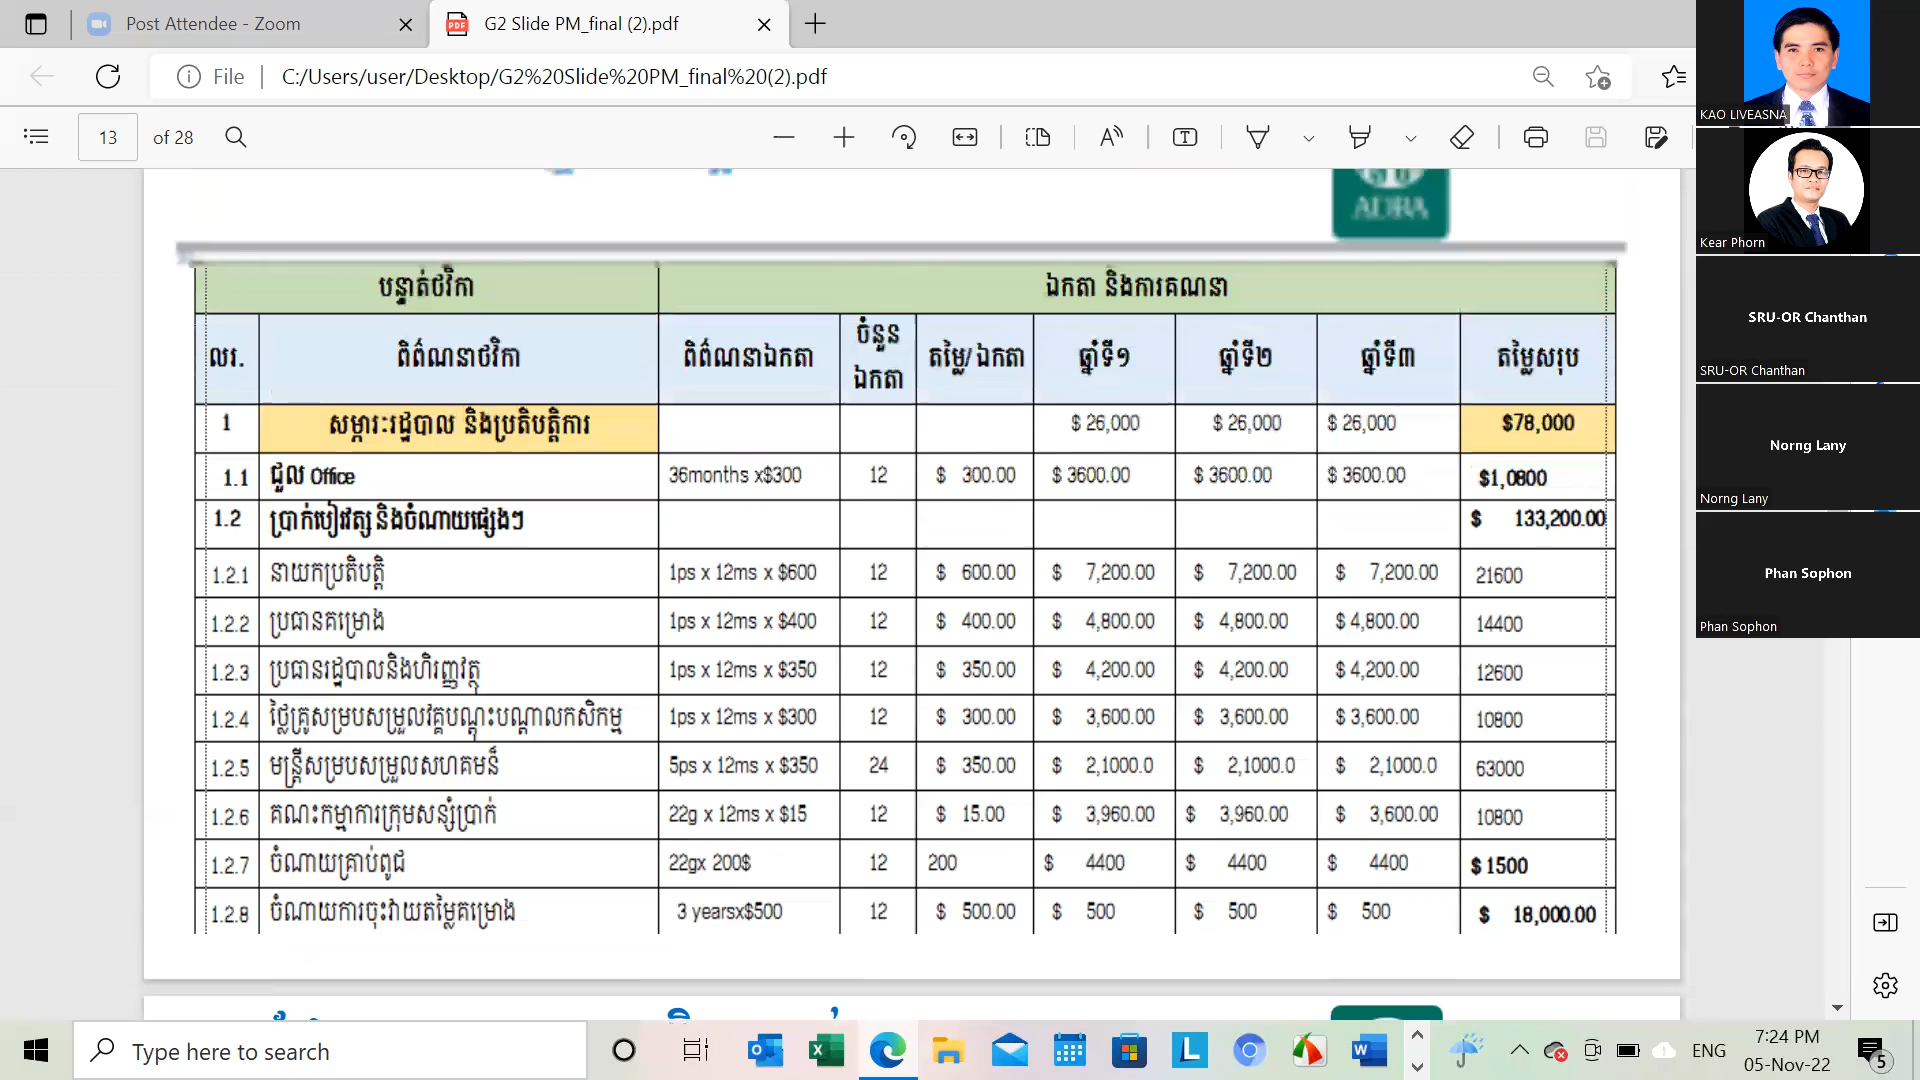 Post Attendee - Zoom
G2 Slide PM_final (2).pdf
File
C:/Users/user/Desktop/G2%20Slide%20PM_final%20(2).pdf
13 of 28
ADRA
បន្ទាត់ថវិកា ឯកតា និងការគណនា
លរ. ពិព័ណនាថវិកា ពិព័ណនាឯកតា ចំនួន ឯកតា តម្លៃ/ឯកតា ឆ្នាំទី១ ឆ្នាំទី២ ឆ្នាំទី៣ តម្លៃសរុប
1 សម្ភារៈរដ្ឋបាល និងប្រតិបត្តិការ $ 26,000 $ 26,000 $ 26,000 $78,000
1.1 ជួល Office 36months x$300 12 $ 300.00 $ 3600.00 $ 3600.00 $ 3600.00 $1,0800
1.2 ប្រាក់បៀវត្ស និងចំណាយផ្សេងៗ $ 133,200.00
1.2.1 នាយកប្រតិបត្តិ 1ps x 12ms x $600 12 $ 600.00 $ 7,200.00 $ 7,200.00 $ 7,200.00 21600
1.2.2 ប្រធានគម្រោង 1ps x 12ms x $400 12 $ 400.00 $ 4,800.00 $ 4,800.00 $ 4,800.00 14400
1.2.3 ប្រធានរដ្ឋបាលនិងហិរញ្ញវត្ថុ 1ps x 12ms x $350 12 $ 350.00 $ 4,200.00 $ 4,200.00 $ 4,200.00 12600
1.2.4 ថ្លៃគ្រូសម្របសម្រួលវគ្គបណ្តុះបណ្តាលកសិកម្ម 1ps x 12ms x $300 12 $ 300.00 $ 3,600.00 $ 3,600.00 $ 3,600.00 10800
1.2.5 មន្ត្រីសម្របសម្រួលសហគមន៍ 5ps x 12ms x $350 24 $ 350.00 $ 2,1000.0 $ 2,1000.0 $ 2,1000.0 63000
1.2.6 គណះកម្មាការក្រុមសន្សំប្រាក់ 22g x 12ms x $15 12 $ 15.00 $ 3,960.00 $ 3,960.00 $ 3,600.00 10800
1.2.7 ចំណាយគ្រាប់ពូជ 22gx 200$ 12 200 $ 4400 $ 4400 $ 4400 $ 1500
1.2.8 ចំណាយការចុះវាយតម្លៃគម្រោង 3 yearsx$500 12 $ 500.00 $ 500 $ 500 $ 500 $ 18,000.00
KAO LIVEASNA
Kear Phorn
SRU-OR Chanthan
SRU-OR Chanthan
Norng Lany
Norng Lany
Phan Sophon
Phan Sophon
Type here to search
ENG
7:24 PM
05-Nov-22
5